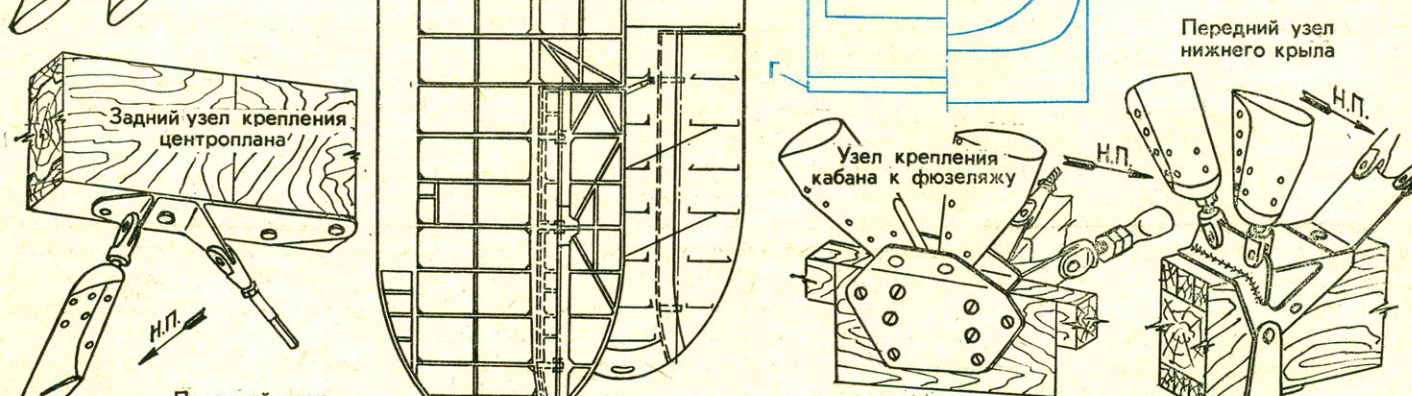 Передний узел
нижнего крыла
Г
Н.П.
Задний узел крепления
центроплана
Узел крепления
кабана к фюзеляжу
Н.П.
Н.П.